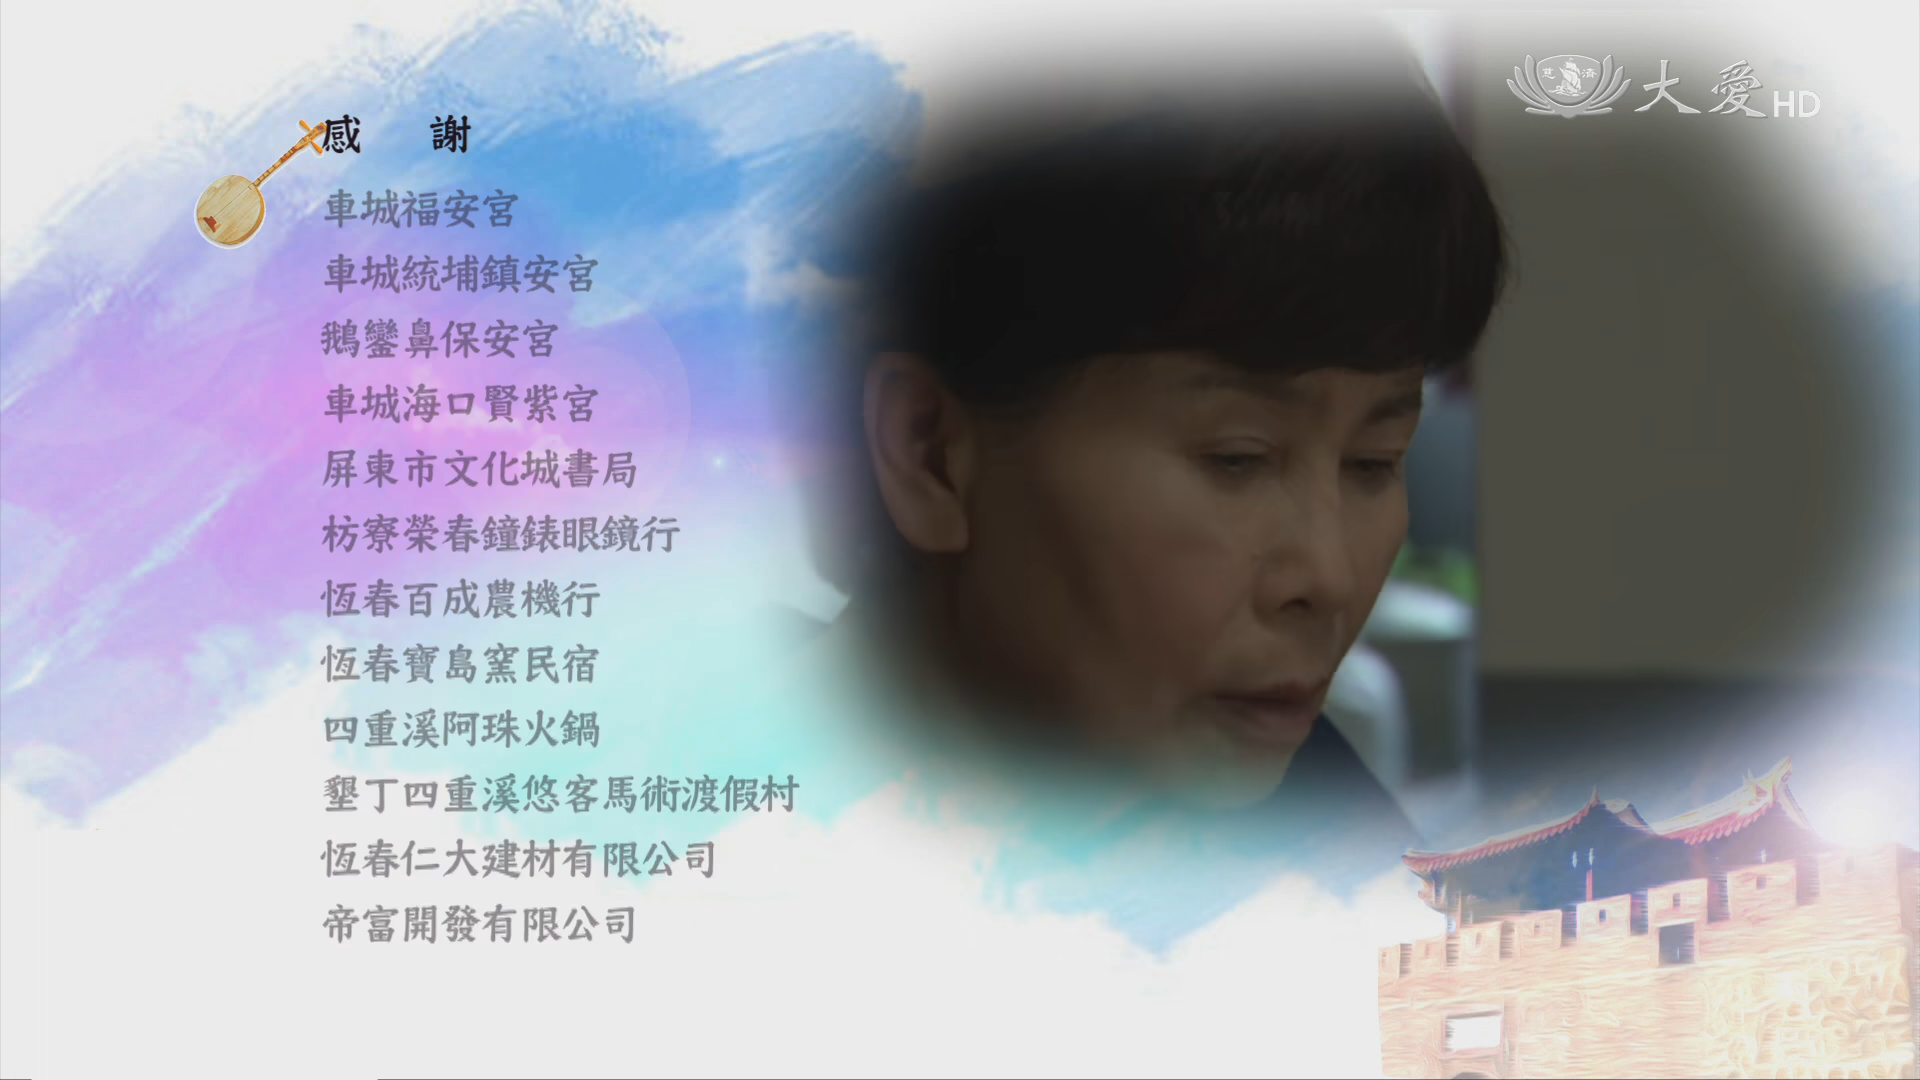 慈濟
大愛HD
感 謝
車城福安宮
車城統埔鎮安宮
鵝鑾鼻保安宮
車城海口賢紫宮
屏東市文化城書局
枋寮榮春鐘錶眼鏡行
恆春百成農機行
恆春寶島窯民宿
四重溪阿珠火鍋
墾丁四重溪悠客馬術渡假村
恆春仁大建材有限公司
帝富開發有限公司